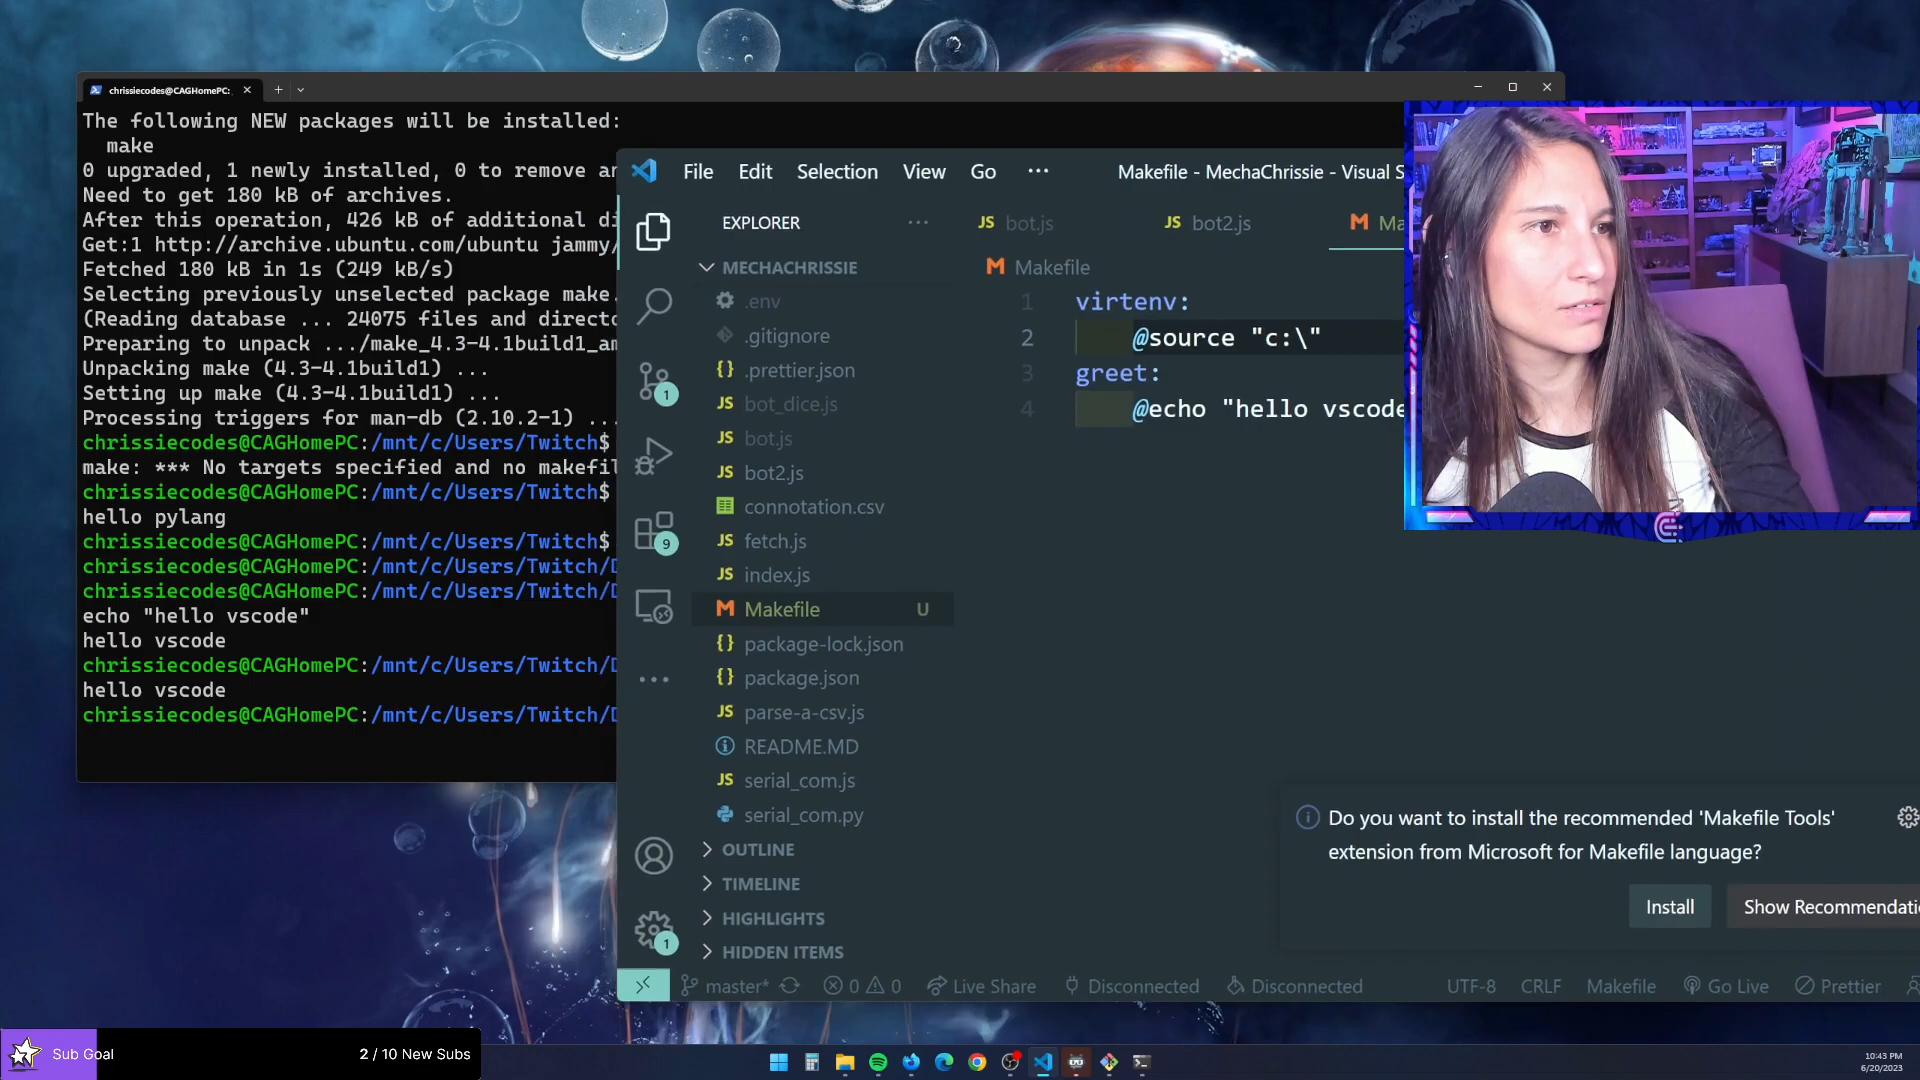 chrissiecodes@CAGHomePC:
The following NEW packages will be installed:
make
0 upgraded, 1 newly installed, 0 to remove an
Need to get 180 kB of archives.
After this operation, 426 kB of additional di
Get:1 http://archive.ubuntu.com/ubuntu jammy/
Fetched 180 kB in 1s (249 kB/s)
Selecting previously unselected package make.
(Reading database ... 24075 files and directo
Preparing to unpack .../make_4.3-4.1build1_am
Unpacking make (4.3-4.1build1) ...
Setting up make (4.3-4.1build1) ...
Processing triggers for man-db (2.10.2-1) ...
chrissiecodes@CAGHomePC:/mnt/c/Users/Twitch$
make: *** No targets specified and no makefil
chrissiecodes@CAGHomePC:/mnt/c/Users/Twitch$
hello pylang
chrissiecodes@CAGHomePC:/mnt/c/Users/Twitch$
chrissiecodes@CAGHomePC:/mnt/c/Users/Twitch/D
chrissiecodes@CAGHomePC:/mnt/c/Users/Twitch/D
echo "hello vscode"
hello vscode
chrissiecodes@CAGHomePC:/mnt/c/Users/Twitch/D
hello vscode
chrissiecodes@CAGHomePC:/mnt/c/Users/Twitch/D
File Edit Selection View Go ··· Makefile - MechaChrissie - Visual S
EXPLORER ···
JS bot.js JS bot2.js M Ma
MECHACHRISSIE
.env
.gitignore
{} .prettier.json
JS bot_dice.js
JS bot.js
JS bot2.js
connotation.csv
JS fetch.js
JS index.js
M Makefile U
{} package-lock.json
{} package.json
JS parse-a-csv.js
README.MD
JS serial_com.js
serial_com.py
OUTLINE
TIMELINE
HIGHLIGHTS
HIDDEN ITEMS
1
9
1
M Makefile
1 virtenv:
2 @source "c:\"
3 greet:
4 @echo "hello vscode
Do you want to install the recommended 'Makefile Tools'
extension from Microsoft for Makefile language?
Install Show Recommendatio
master* 0 0 Live Share Disconnected Disconnected UTF-8 CRLF Makefile Go Live Prettier
Sub Goal 2 / 10 New Subs
10:43 PM
6/20/2023